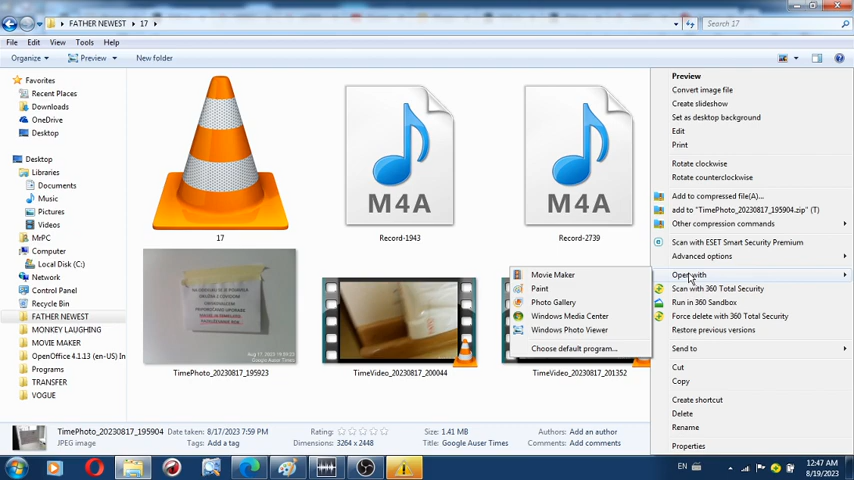 FATHER NEWEST
17
Search 17
File
Edit
View
Tools
Help
Organize
Preview
New folder
Favorites
Recent Places
Downloads
OneDrive
Desktop
Desktop
Libraries
Documents
Music
Pictures
Videos
MrPC
Computer
Local Disk (C:)
Network
Control Panel
Recycle Bin
FATHER NEWEST
MONKEY LAUGHING
MOVIE MAKER
OpenOffice 4.1.13 (en-US) In
Programs
TRANSFER
VOGUE
17
M4A
Record-1943
M4A
Record-2739
Aug 17, 2023 19:59:23
TimePhoto_20230817_195923
TimeVideo_20230817_200044
TimeVideo_20230817_201352
Preview
Convert image file
Create slideshow
Set as desktop background
Edit
Print
Rotate clockwise
Rotate counterclockwise
Add to compressed file(A)...
add to "TimePhoto_20230817_195904.zip" (T)
Other compression commands
Scan with ESET Smart Security Premium
Advanced options
Open with
Scan with 360 Total Security
Run in 360 Sandbox
Force delete with 360 Total Security
Restore previous versions
Send to
Cut
Copy
Create shortcut
Delete
Rename
Properties
Movie Maker
Paint
Photo Gallery
Windows Media Center
Windows Photo Viewer
Choose default program...
TimePhoto_20230817_195904
JPEG image
Date taken: 8/17/2023 7:59 PM
Tags: Add a tag
Rating:
Dimensions: 3264 x 2448
Size: 1.41 MB
Title: Google Auser Times
Authors: Add an author
Comments: Add comments
EN
12:47 AM
8/19/2023